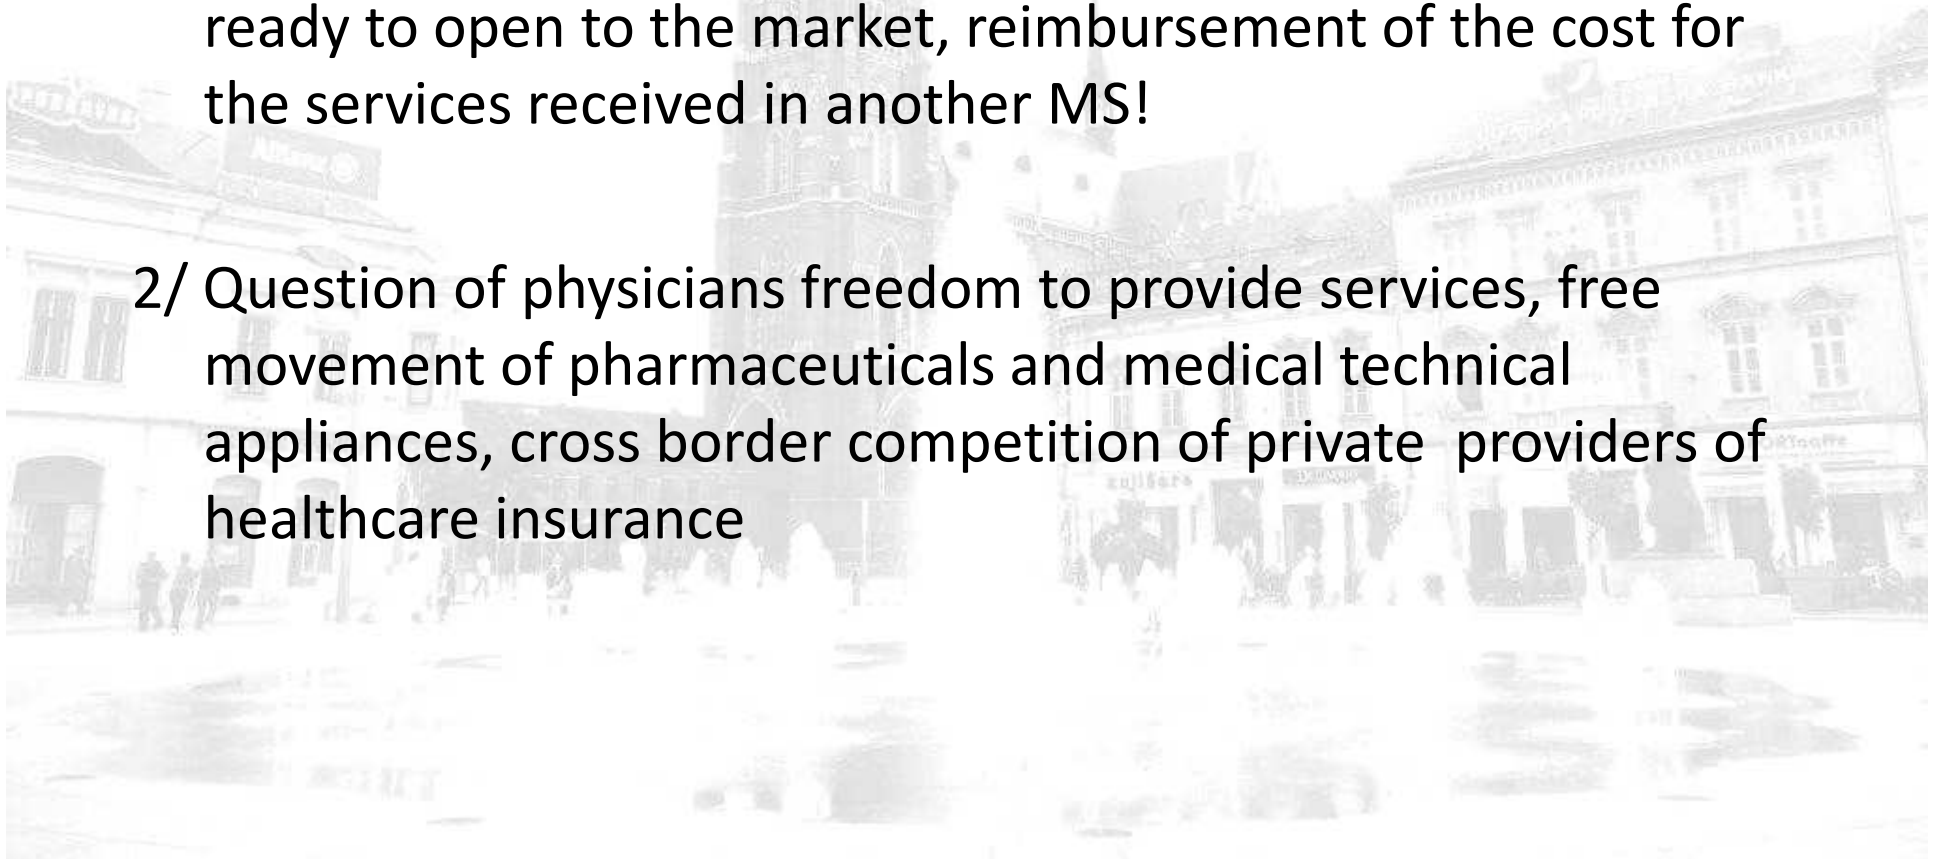 ready to open to the market, reimbursement of the cost for
the services received in another MS!
2/ Question of physicians freedom to provide services, free
movement of pharmaceuticals and medical technical
appliances, cross border competition of private  providers of
healthcare insurance